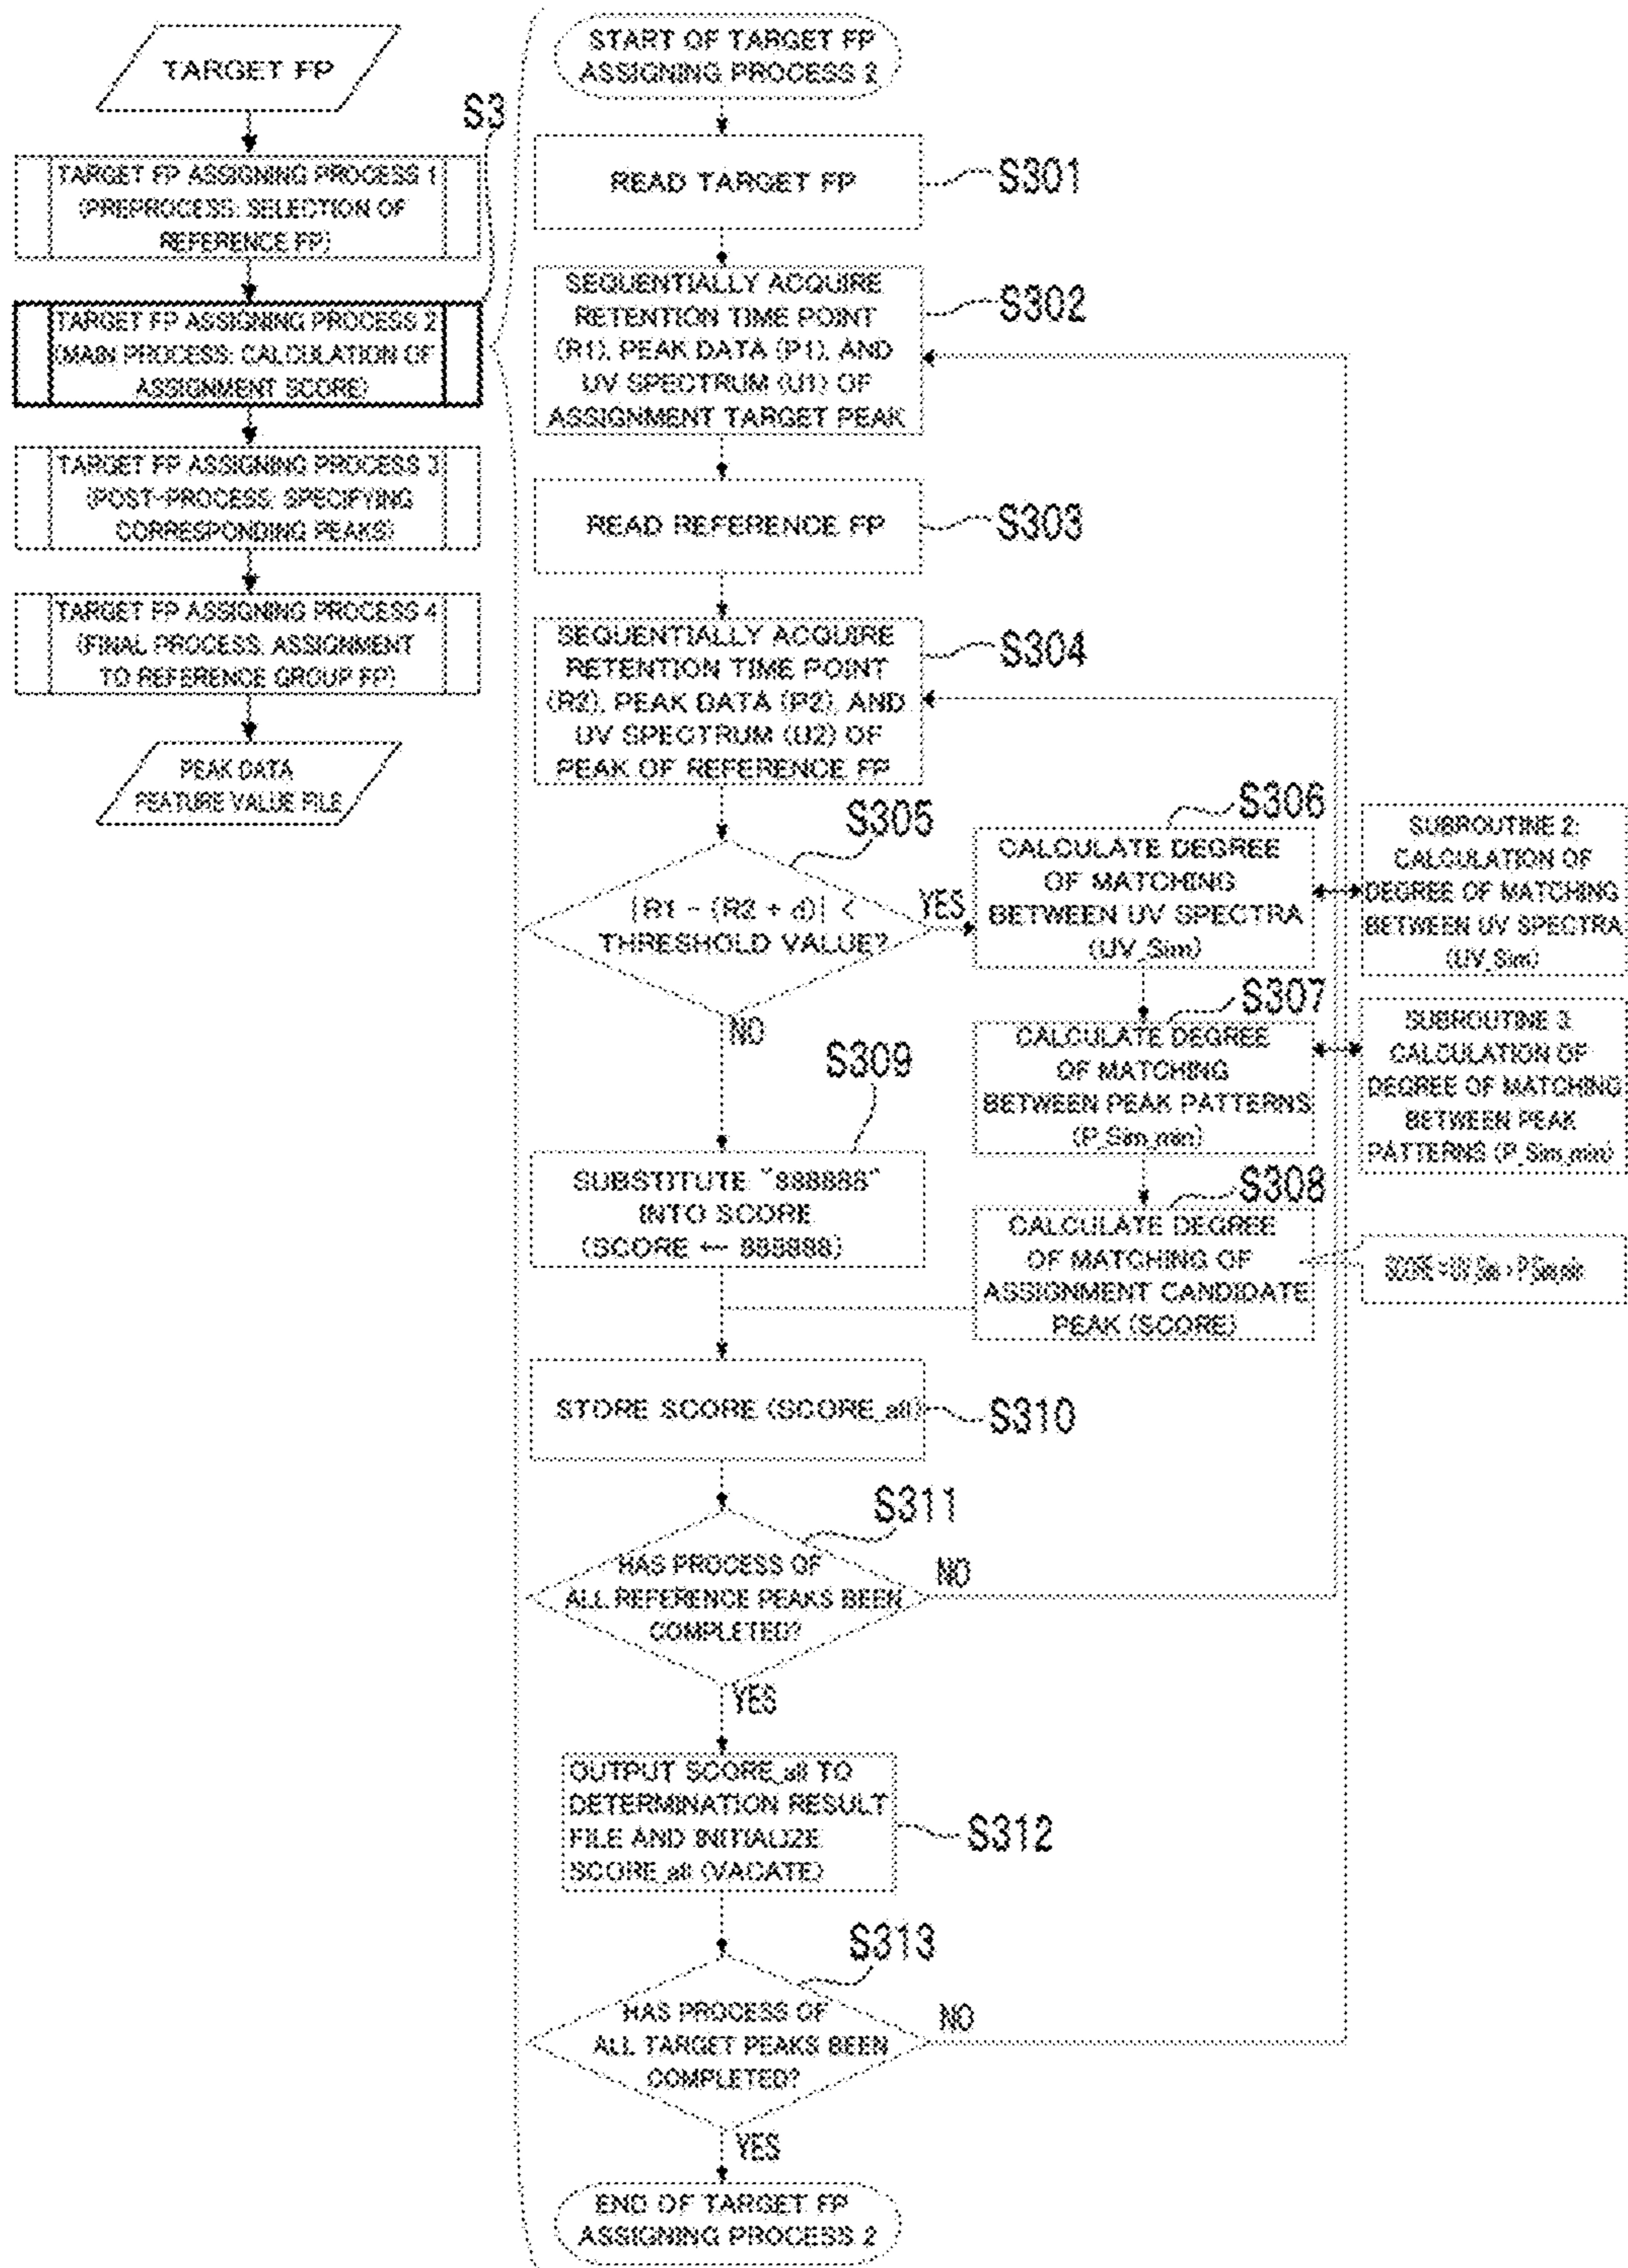 TARGET FP
TARGET FP ASSIGNING PROCESS 1
(PREPROCESS: SELECTION OF
REFERENCE FP)
S3
TARGET FP ASSIGNING PROCESS 2
(MAIN PROCESS: CALCULATION OF
ASSIGNMENT SCORE)
TARGET FP ASSIGNING PROCESS 3
(POST-PROCESS: SPECIFYING
CORRESPONDING PEAKS)
TARGET FP ASSIGNING PROCESS 4
(FINAL PROCESS: ASSIGNMENT
TO REFERENCE GROUP FP)
PEAK DATA
FEATURE VALUE FILE
START OF TARGET FP
ASSIGNING PROCESS 2
READ TARGET FP
S301
SEQUENTIALLY ACQUIRE
RETENTION TIME POINT
(R1), PEAK DATA (P1), AND
UV SPECTRUM (U1) OF
ASSIGNMENT TARGET PEAK
S302
READ REFERENCE FP
S303
SEQUENTIALLY ACQUIRE
RETENTION TIME POINT
(R2), PEAK DATA (P2), AND
UV SPECTRUM (U2) OF
PEAK OF REFERENCE FP
S304
S305
|R1 - (R2 + d)| <
THRESHOLD VALUE?
YES
NO
S306
CALCULATE DEGREE
OF MATCHING
BETWEEN UV SPECTRA
(UV_Sim)
SUBROUTINE 2:
CALCULATION OF
DEGREE OF MATCHING
BETWEEN UV SPECTRA
(UV_Sim)
S307
CALCULATE DEGREE
OF MATCHING
BETWEEN PEAK PATTERNS
(P_Sim_min)
SUBROUTINE 3:
CALCULATION OF
DEGREE OF MATCHING
BETWEEN PEAK
PATTERNS (P_Sim_min)
S308
CALCULATE DEGREE
OF MATCHING OF
ASSIGNMENT CANDIDATE
PEAK (SCORE)
S309
SUBSTITUTE "888888"
INTO SCORE
(SCORE ← 888888)
STORE SCORE (SCORE_all)
S310
S311
HAS PROCESS OF
ALL REFERENCE PEAKS BEEN
COMPLETED?
NO
YES
OUTPUT SCORE_all TO
DETERMINATION RESULT
FILE AND INITIALIZE
SCORE_all (VACATE)
S312
S313
HAS PROCESS OF
ALL TARGET PEAKS BEEN
COMPLETED?
NO
YES
END OF TARGET FP
ASSIGNING PROCESS 2